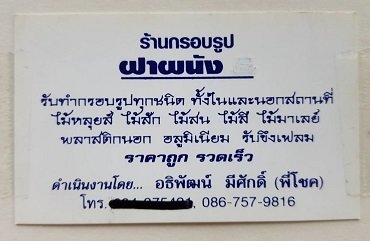 ร้านกรอบรูป
ฝาผนัง
รับทำกรอบรูปทุกชนิด ทั้งในและนอกสถานที่
ไม้หลุยส์ ไม้สัก ไม้สน ไม้สี ไม้มาเลย์
พลาสติกนอก อลูมิเนียม รับขึงเฟลม
ราคาถูก รวดเร็ว
ดำเนินงานโดย... อธิพัฒน์ มีศักดิ์ (พี่โชค)
โทร. 086-757-9816